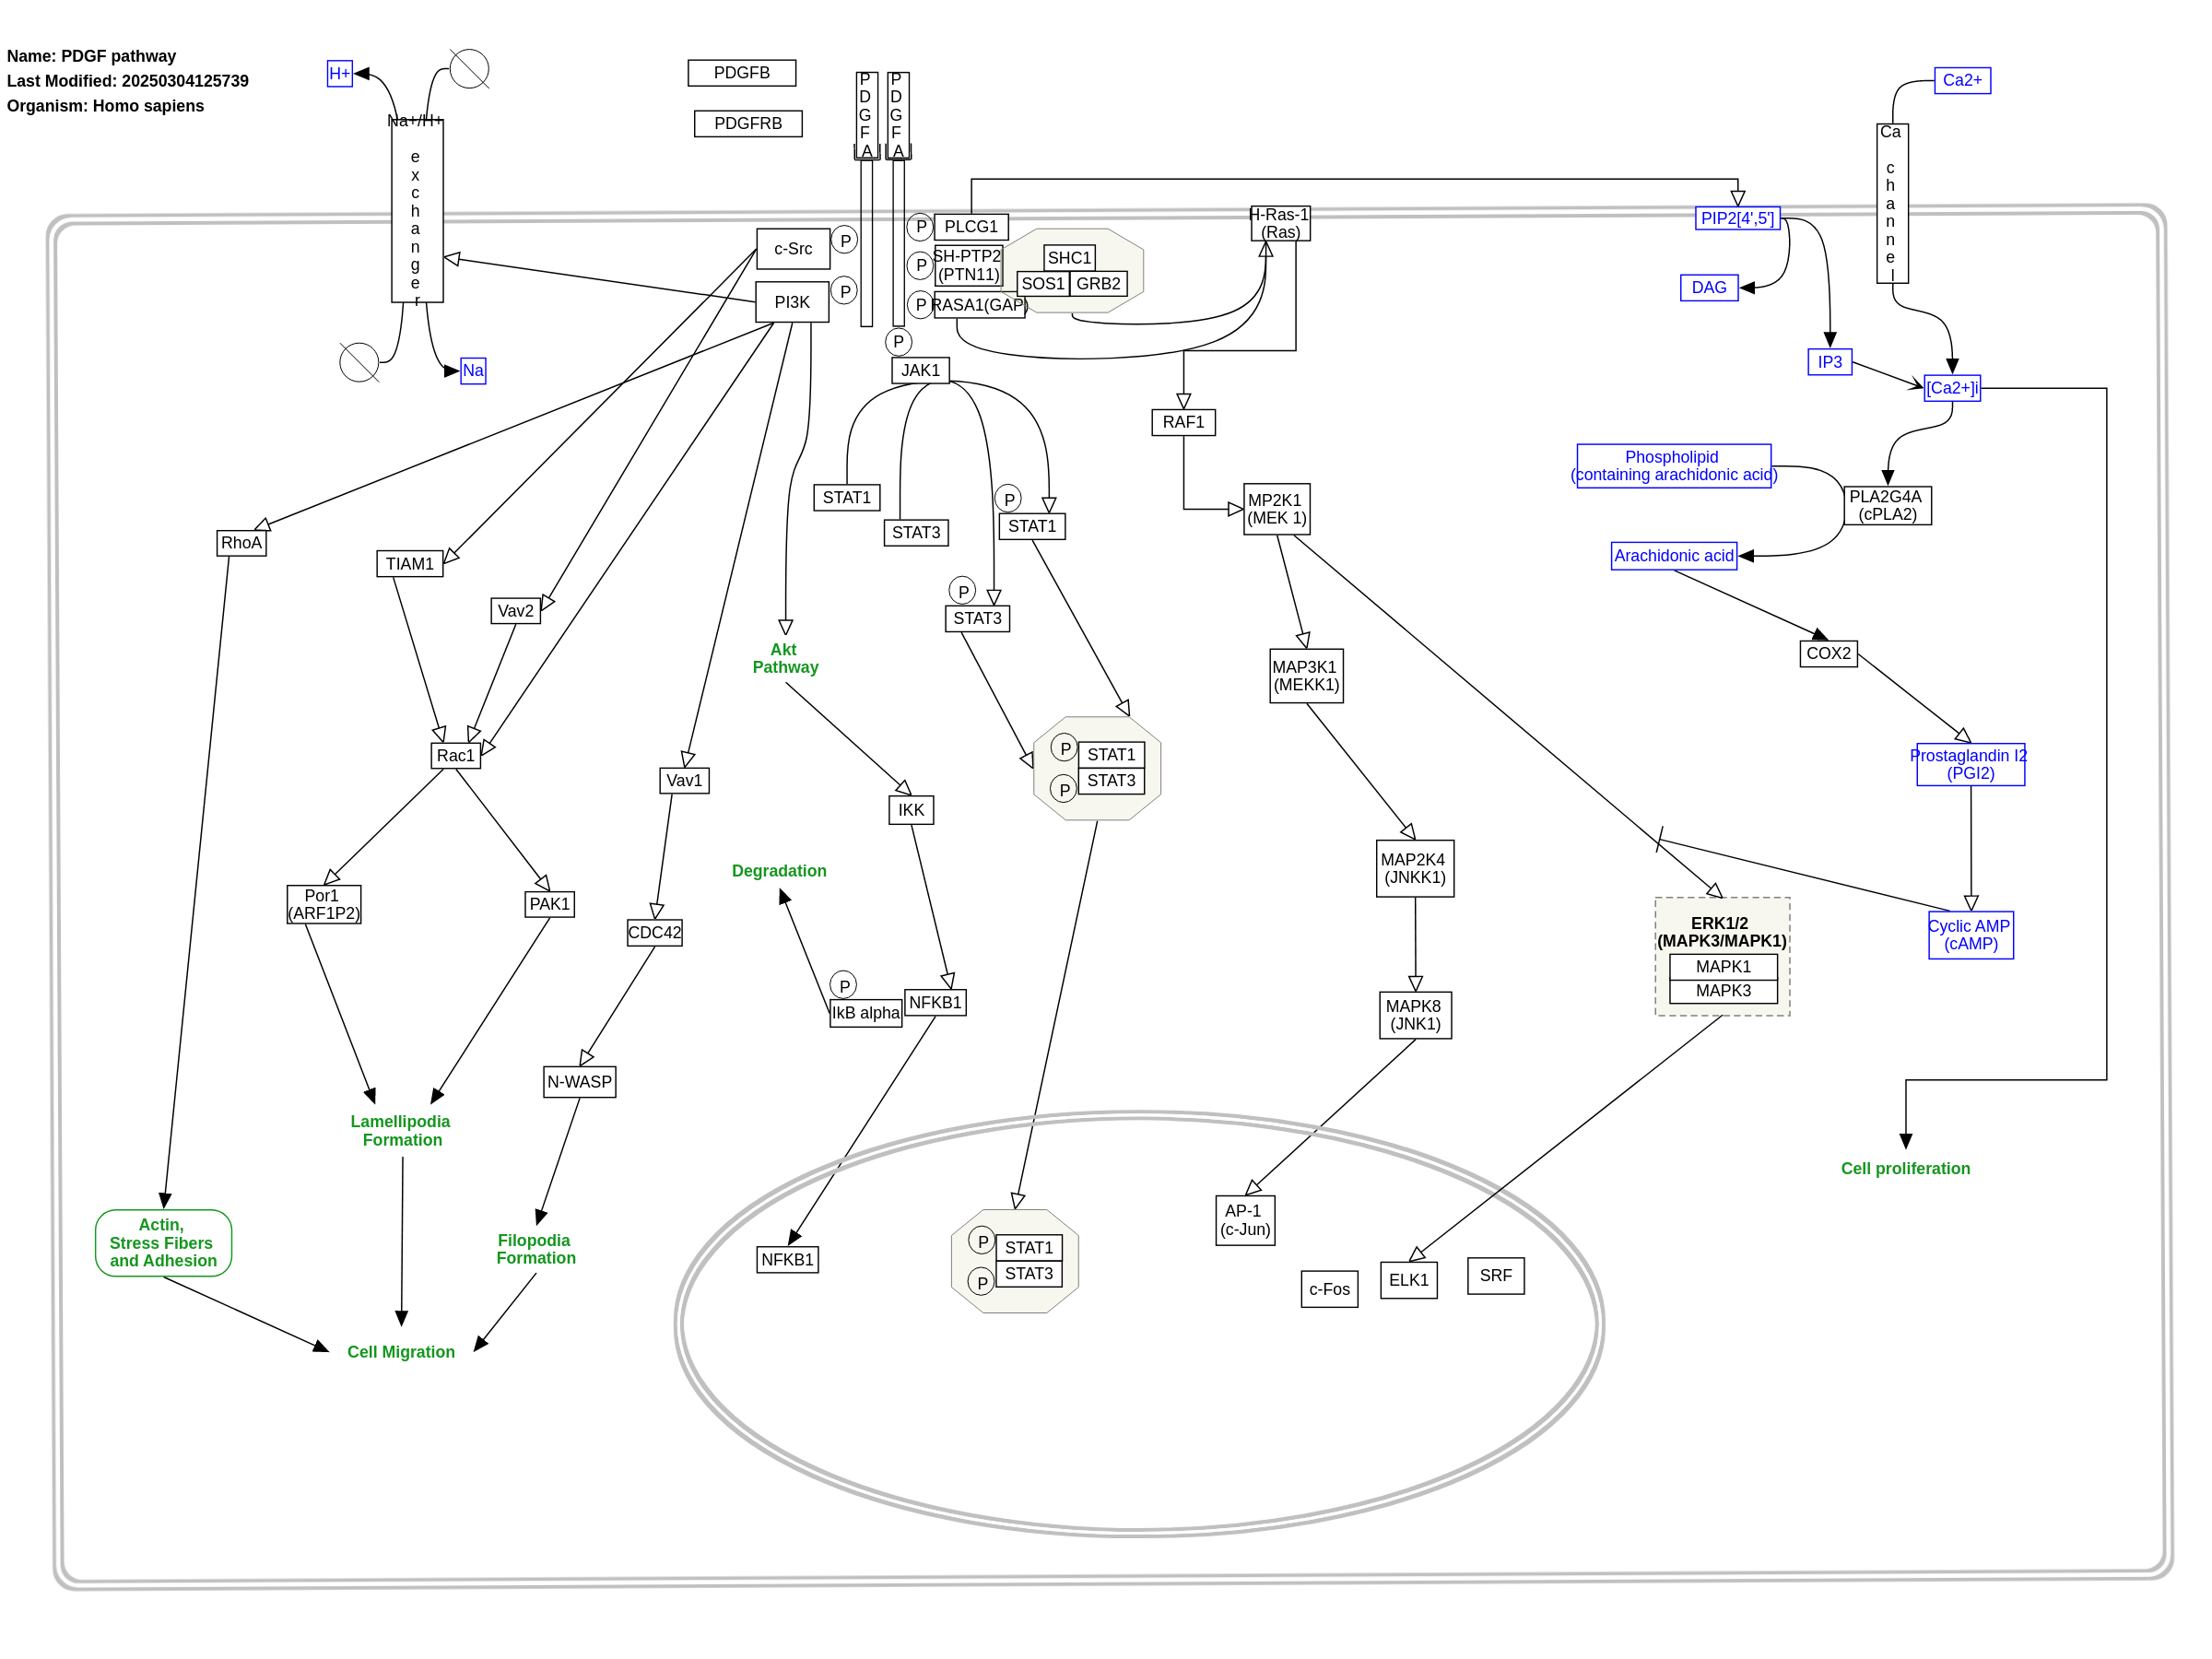 Name: PDGF pathway
Last Modified: 20250304125739
Organism: Homo sapiens
H+
Na+/H+
exchanger
Na
PDGFB
PDGFRB
PDGFA
PDGFA
Ca2+
Ca
channel
c-Src
P
PI3K
P
P
PLCG1
P
SH-PTP2
(PTN11)
P
RASA1(GAP)
SHC1
SOS1
GRB2
H-Ras-1
(Ras)
PIP2[4',5']
DAG
IP3
[Ca2+]i
P
JAK1
RAF1
Phospholipid
(containing arachidonic acid)
PLA2G4A
(cPLA2)
Arachidonic acid
COX2
Prostaglandin I2
(PGI2)
Cyclic AMP
(cAMP)
STAT1
STAT3
P
STAT1
P
STAT3
MP2K1
(MEK 1)
RhoA
TIAM1
Vav2
Akt
Pathway
MAP3K1
(MEKK1)
Rac1
Vav1
IKK
P
STAT1
P
STAT3
MAP2K4
(JNKK1)
Degradation
Por1
(ARF1P2)
PAK1
CDC42
ERK1/2
(MAPK3/MAPK1)
MAPK1
MAPK3
P
IkB alpha
NFKB1
MAPK8
(JNK1)
N-WASP
Lamellipodia
Formation
Cell proliferation
Actin,
Stress Fibers
and Adhesion
Filopodia
Formation
NFKB1
P
STAT1
P
STAT3
AP-1
(c-Jun)
c-Fos
ELK1
SRF
Cell Migration